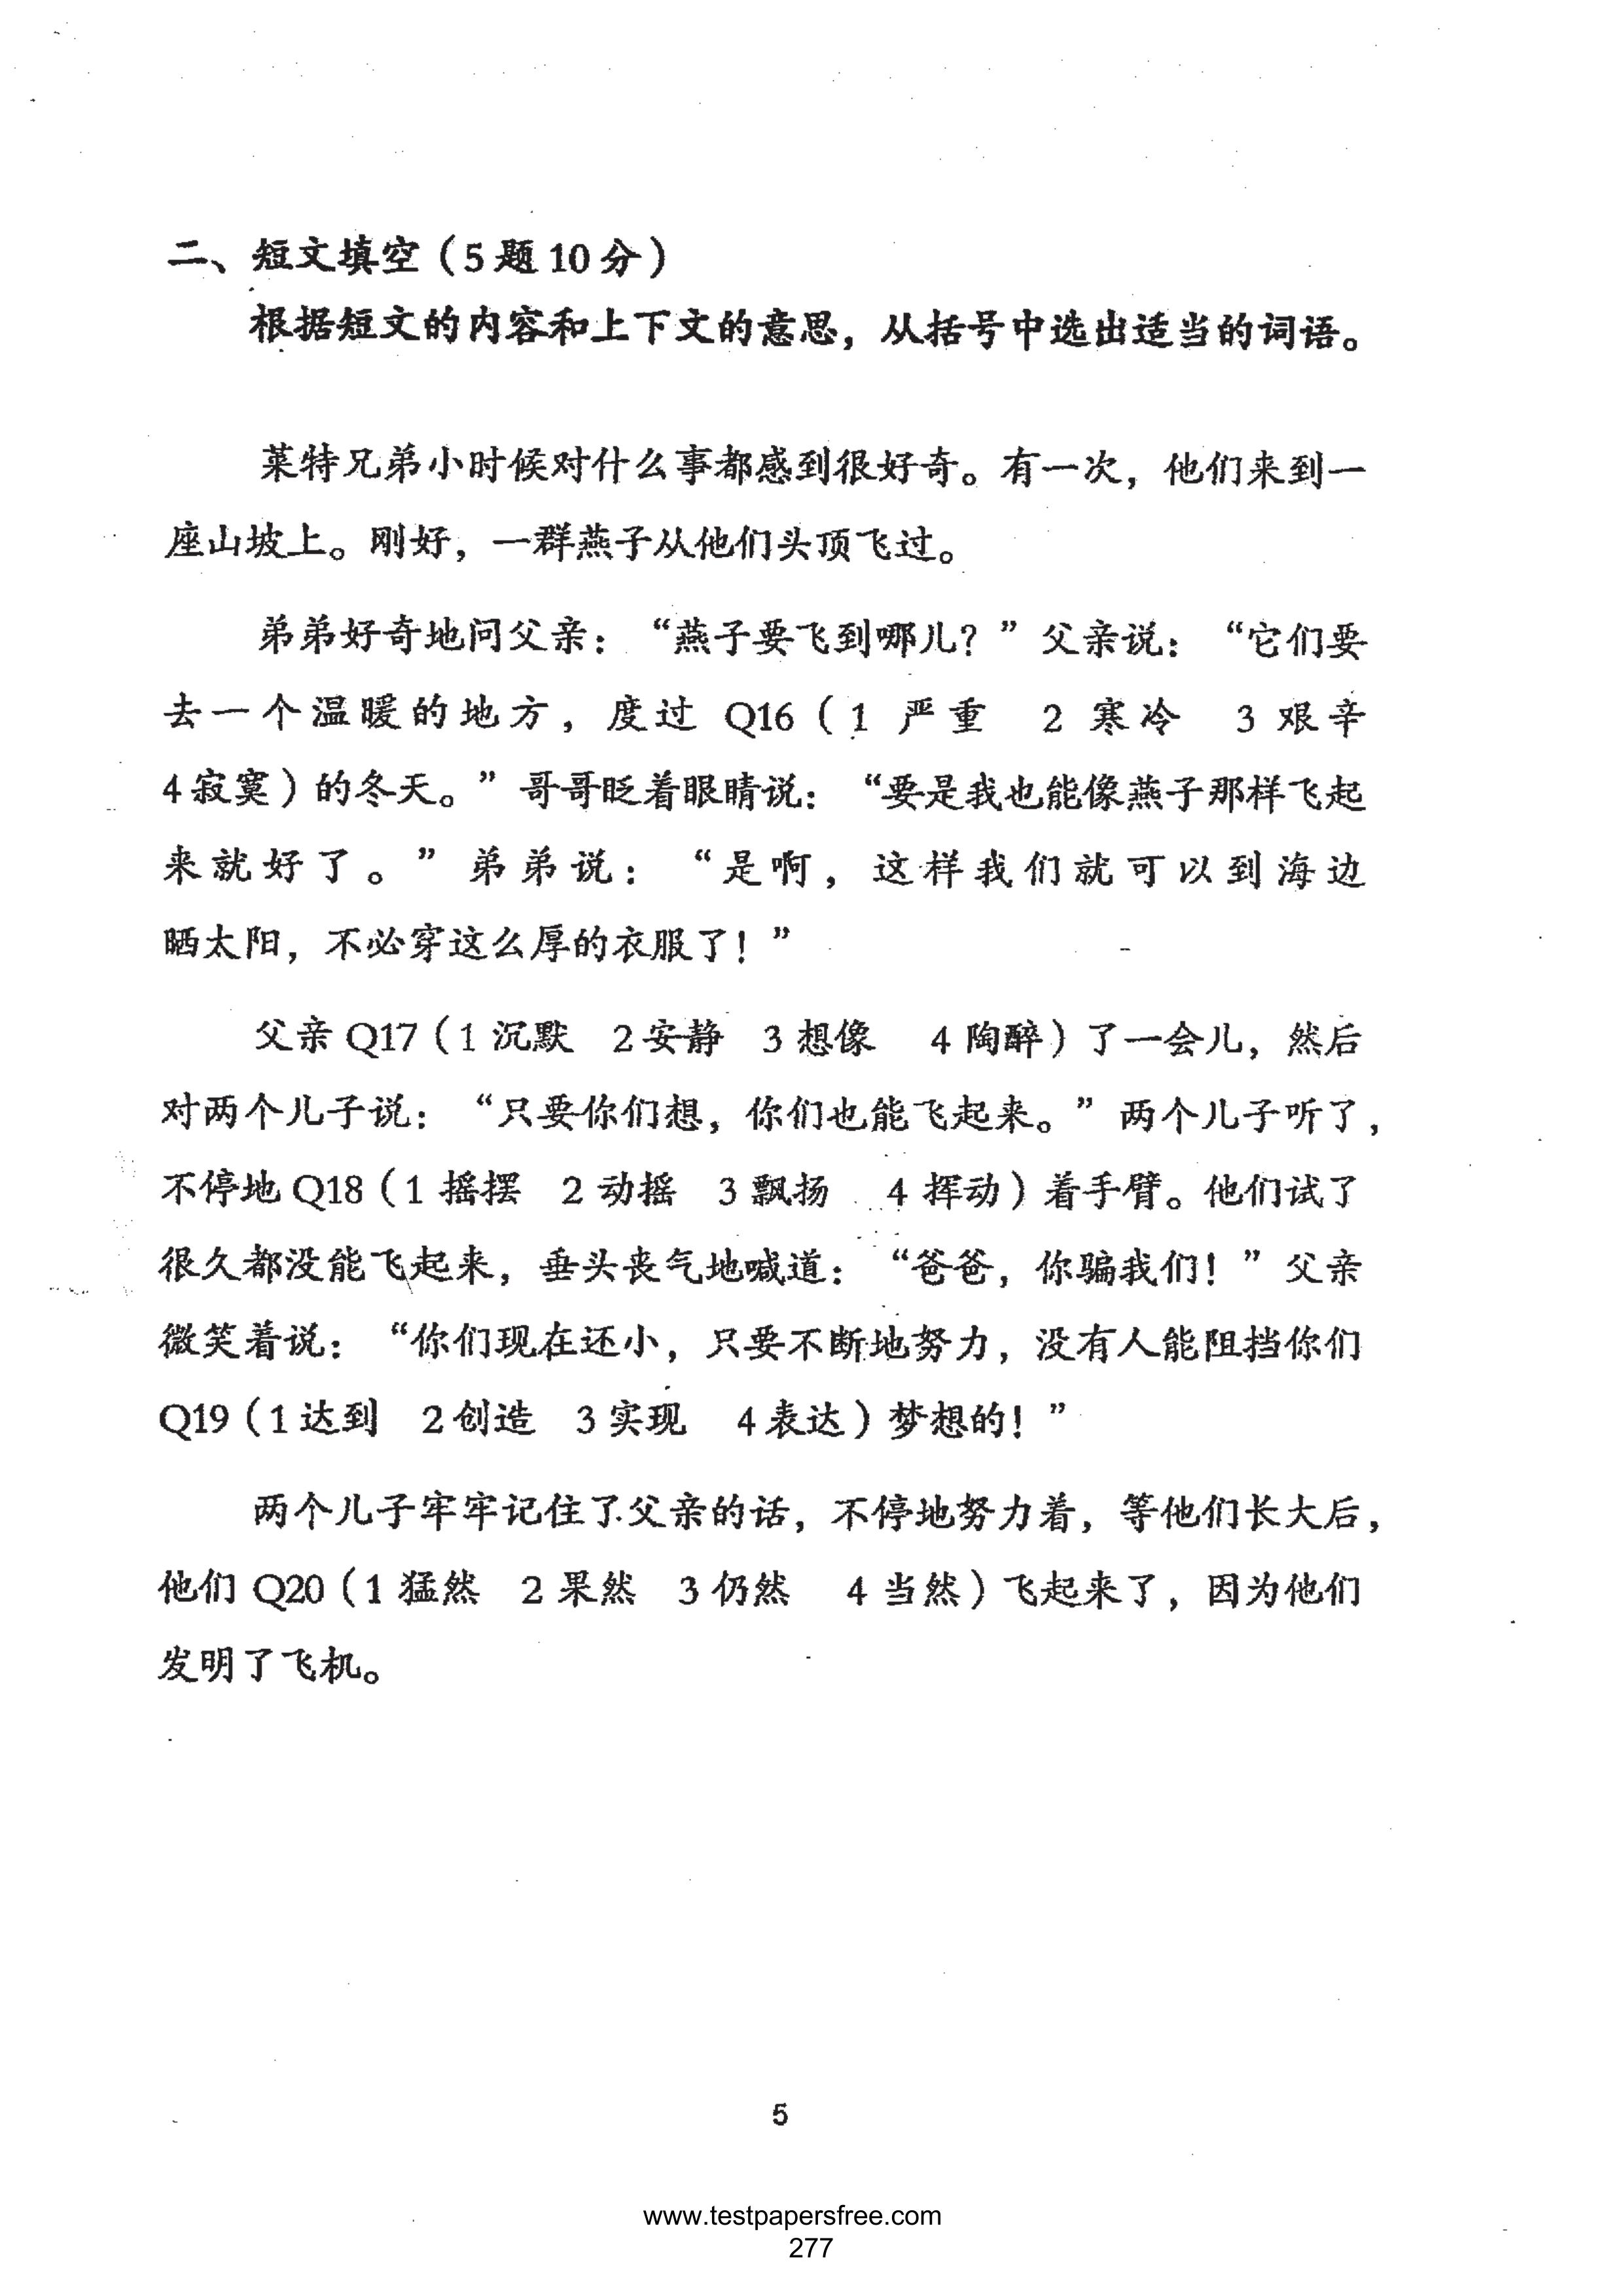 二、短文填空（5题10分）
根据短文的内容和上下文的意思，从括号中选出适当的词语。
莱特兄弟小时候对什么事都感到很好奇。有一次，他们来到一
座山坡上。刚好，一群燕子从他们头顶飞过。
弟弟好奇地问父亲：“燕子要飞到哪儿？”父亲说：“它们要
去一个温暖的地方，度过 Q16（1 严重 2 寒冷 3 艰辛
4寂寞）的冬天。”哥哥眨着眼睛说：“要是我也能像燕子那样飞起
来就好了。”弟弟说：“是啊，这样我们就可以到海边
晒太阳，不必穿这么厚的衣服了！”
父亲 Q17（1 沉默 2安静 3 想像 4 陶醉）了一会儿，然后
对两个儿子说：“只要你们想，你们也能飞起来。”两个儿子听了，
不停地 Q18（1 摇摆 2 动摇 3 飘扬 4 挥动）着手臂。他们试了
很久都没能飞起来，垂头丧气地喊道：“爸爸，你骗我们！”父亲
微笑着说：“你们现在还小，只要不断地努力，没有人能阻挡你们
Q19（1达到 2创造 3 实现 4表达）梦想的！”
两个儿子牢牢记住了父亲的话，不停地努力着，等他们长大后，
他们 Q20（1 猛然 2 果然 3 仍然 4 当然）飞起来了，因为他们
发明了飞机。
5
www.testpapersfree.com
277